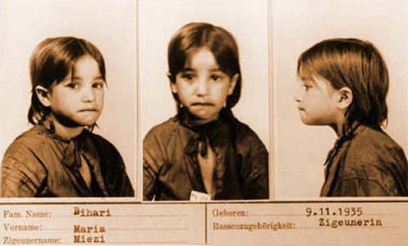 Fam. Name: Bihari
Vorname: Maria
Zigeunername: Miezi
Geboren: 9.11.1935
Rassenzugehörigkeit: Zigeunerin